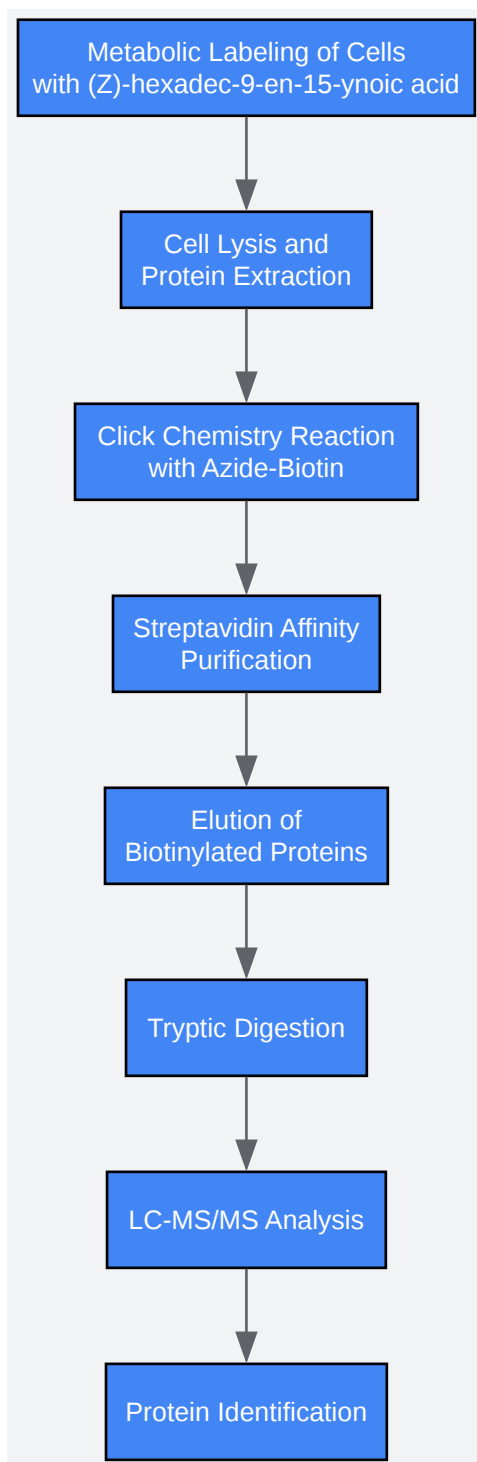 Metabolic Labeling of Cells
with (Z)-hexadec-9-en-15-ynoic acid
Cell Lysis and
Protein Extraction
Click Chemistry Reaction
with Azide-Biotin
Streptavidin Affinity
Purification
Elution of
Biotinylated Proteins
Tryptic Digestion
LC-MS/MS Analysis
Protein Identification